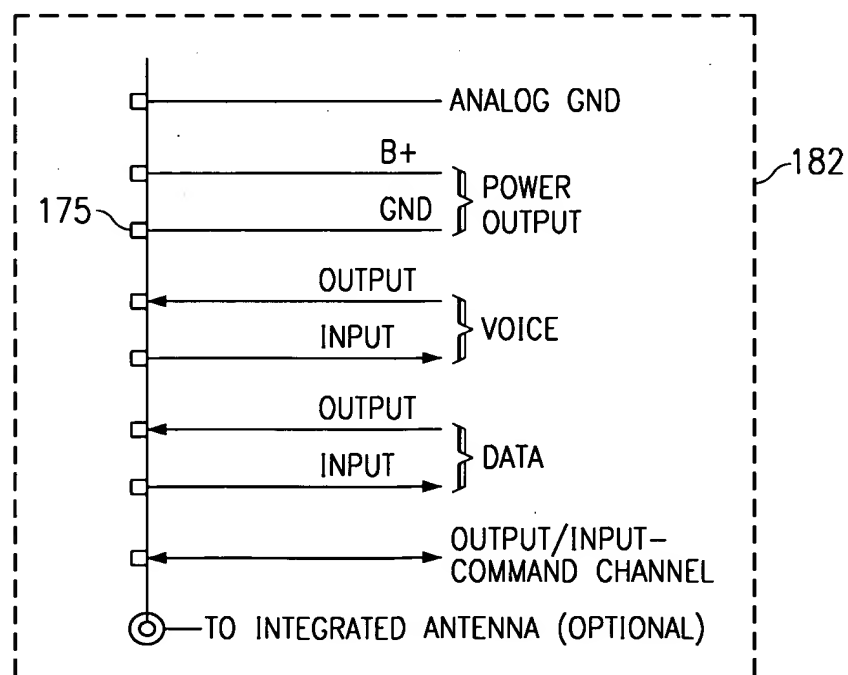 ANALOG GND
B+
182
POWER
175
GND
OUTPUT
OUTPUT
VOICE
INPUT
OUTPUT
DATA
INPUT
OUTPUT/INPUT-
COMMAND CHANNEL
TO INTEGRATED ANTENNA (OPTIONAL)